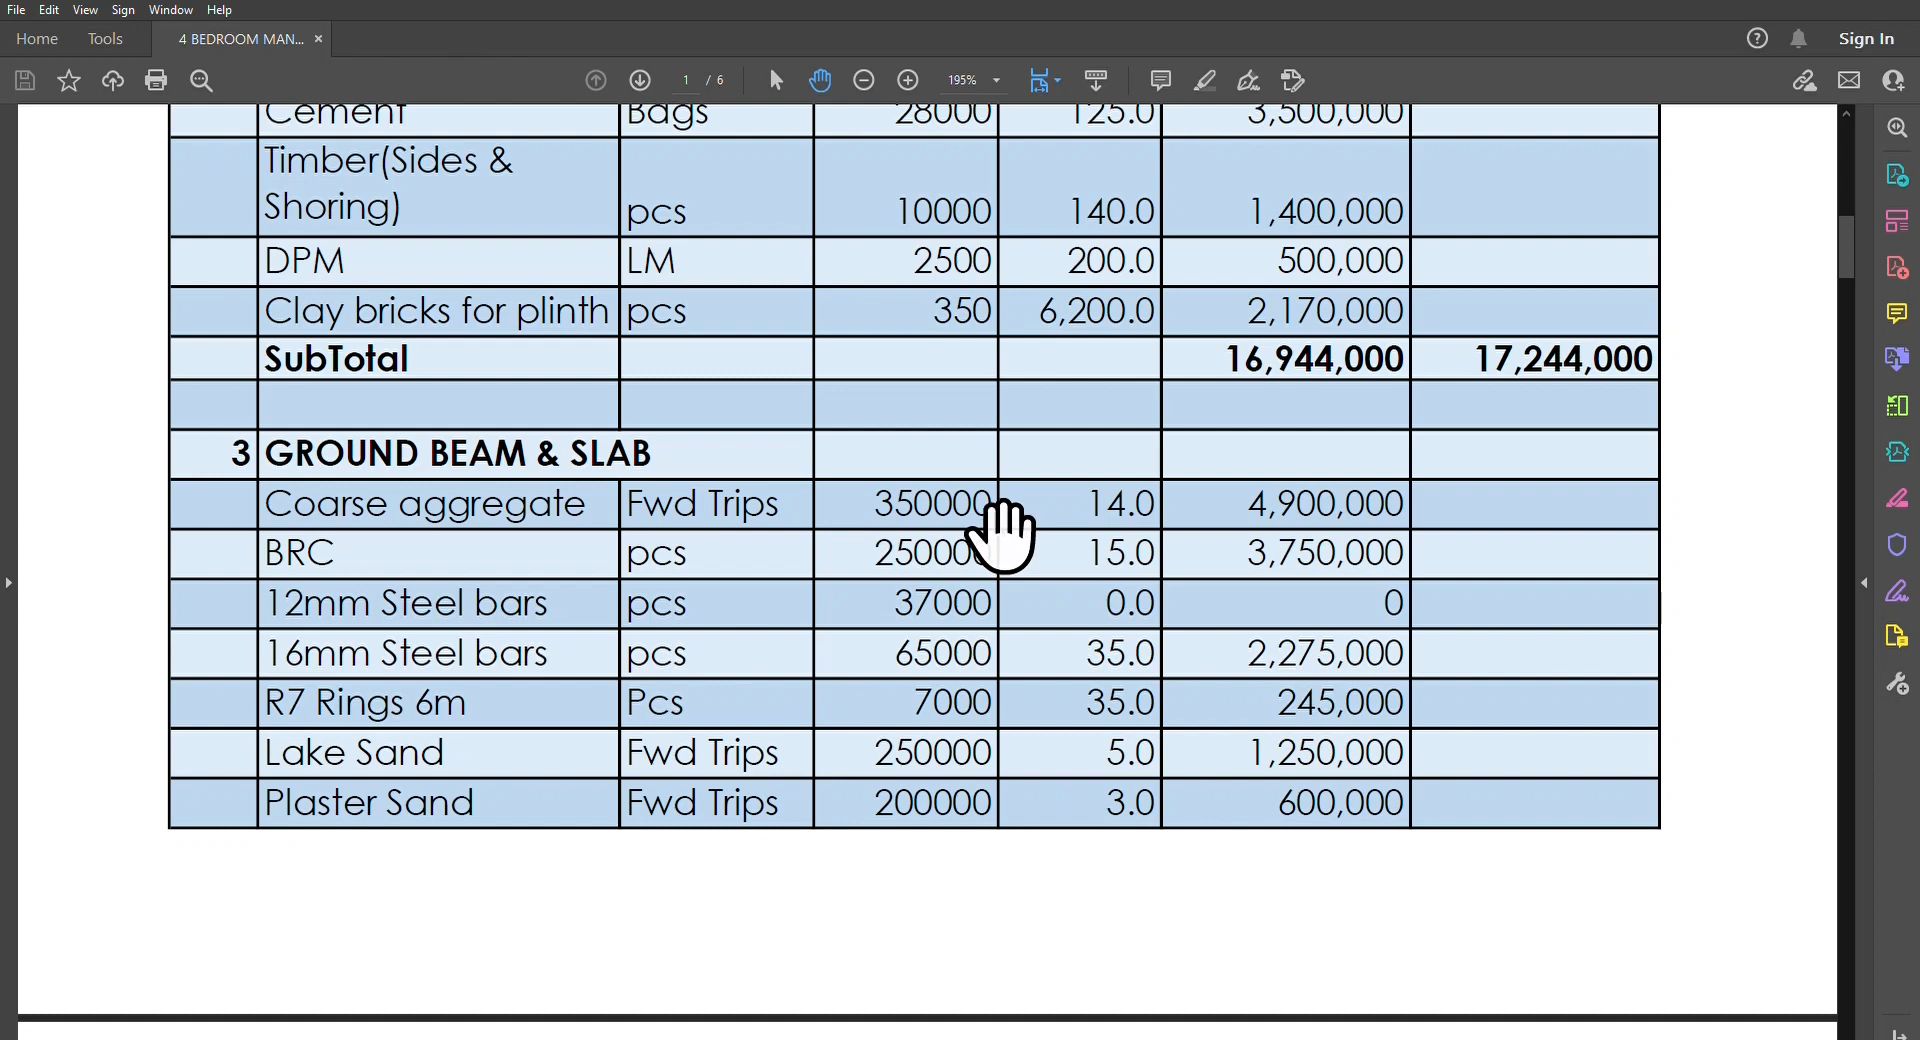 File Edit View Sign Window Help
Home Tools 4 BEDROOM MAN... × Sign In
1 / 6 195%
Cement Bags 28000 125.0 3,500,000
Timber(Sides &
Shoring) pcs 10000 140.0 1,400,000
DPM LM 2500 200.0 500,000
Clay bricks for plinth pcs 350 6,200.0 2,170,000
SubTotal 16,944,000 17,244,000
3 GROUND BEAM & SLAB
Coarse aggregate Fwd Trips 350000 14.0 4,900,000
BRC pcs 250000 15.0 3,750,000
12mm Steel bars pcs 37000 0.0 0
16mm Steel bars pcs 65000 35.0 2,275,000
R7 Rings 6m Pcs 7000 35.0 245,000
Lake Sand Fwd Trips 250000 5.0 1,250,000
Plaster Sand Fwd Trips 200000 3.0 600,000